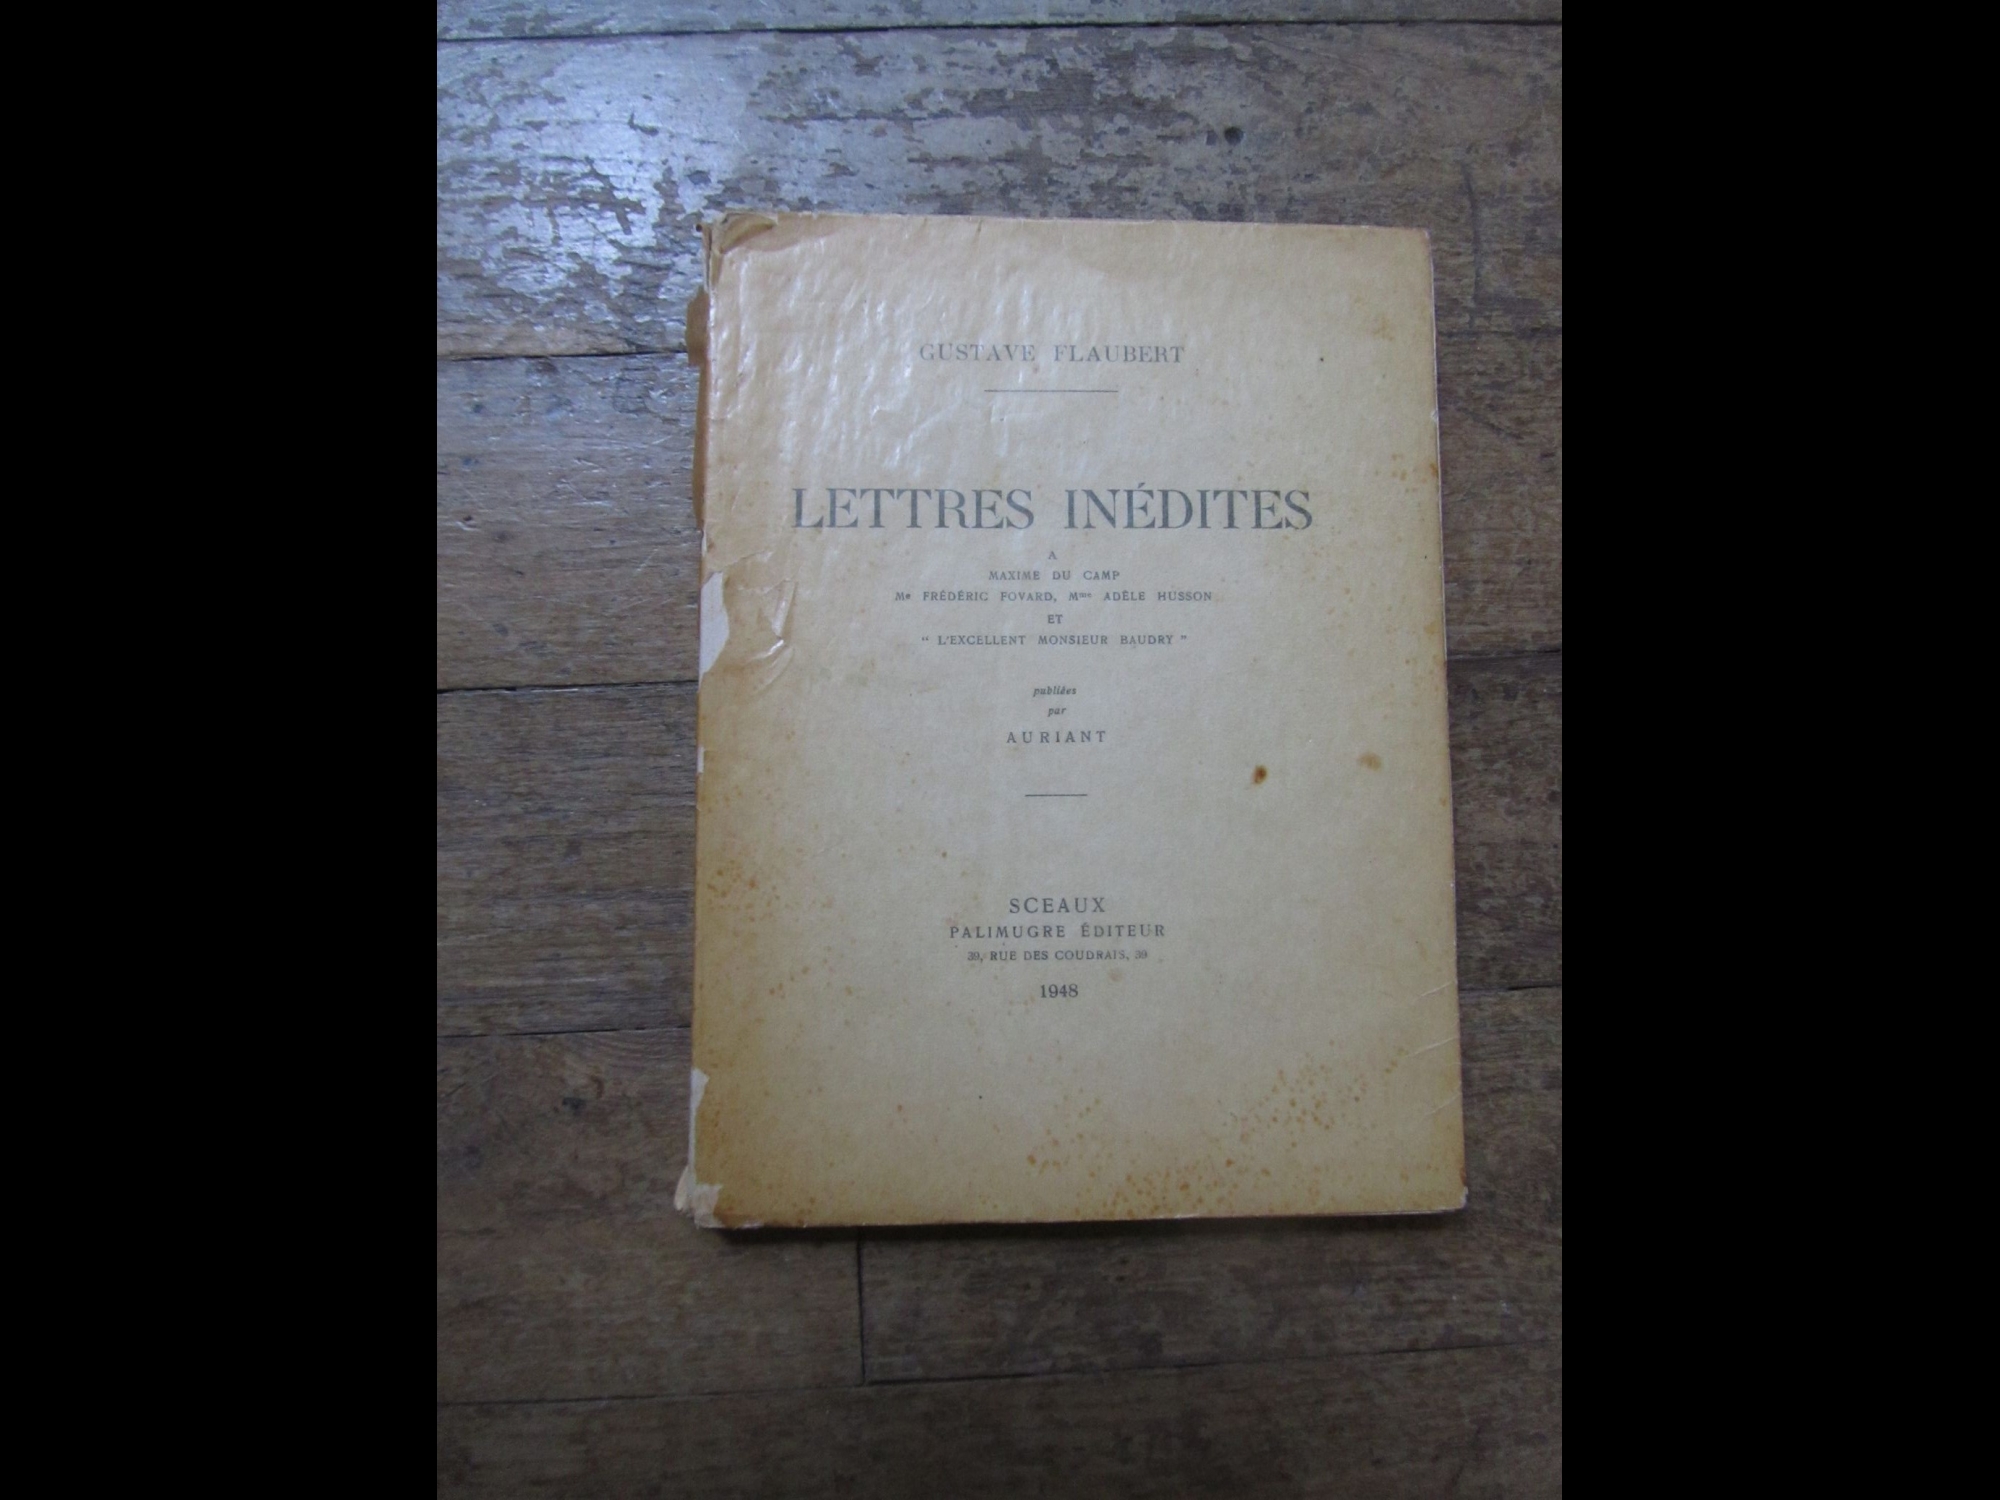 GUSTAVE FLAUBERT
LETTRES INÉDITES
A
MAXIME DU CAMP
Me FRÉDÉRIC FOVARD, Mme ADÈLE HUSSON
ET
" L'EXCELLENT MONSIEUR BAUDRY "
publiées
par
AURIANT
SCEAUX
PALIMUGRE ÉDITEUR
39, RUE DES COUDRAIS, 39
1948